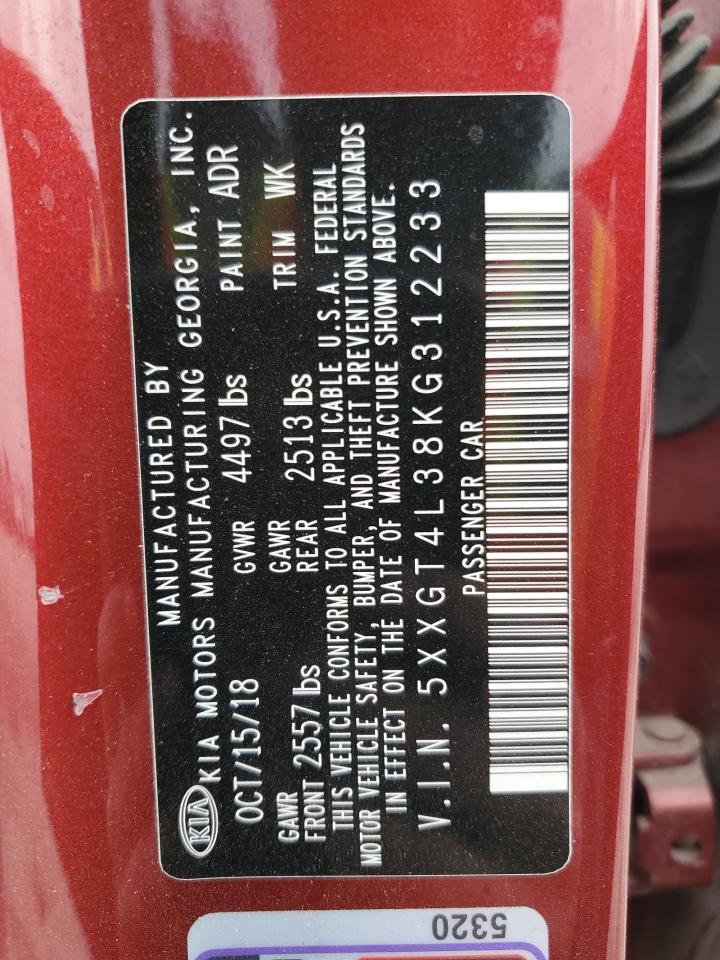 MANUFACTURED BY
KIA KIA MOTORS MANUFACTURING GEORGIA, INC.
OCT/15/18 GVWR 4497 lbs PAINT ADR
GAWR FRONT 2557 lbs GAWR REAR 2513 lbs TRIM WK
THIS VEHICLE CONFORMS TO ALL APPLICABLE U.S.A. FEDERAL
MOTOR VEHICLE SAFETY, BUMPER, AND THEFT PREVENTION STANDARDS
IN EFFECT ON THE DATE OF MANUFACTURE SHOWN ABOVE.
V.I.N. 5XXGT4L38KG312233
PASSENGER CAR
5320